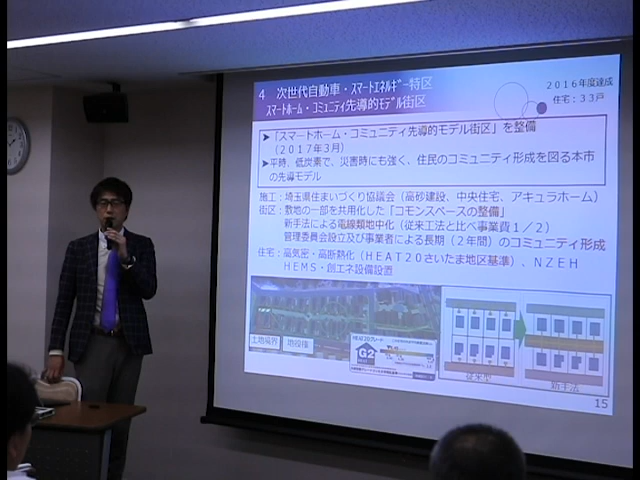 4 次世代自動車・スマートエネルギー特区
スマートホーム・コミュニティ先導的モデル街区
2016年度達成
住宅：33戸
➢「スマートホーム・コミュニティ先導的モデル街区」を整備
（2017年3月）
➢平時、低炭素で、災害時にも強く、住民のコミュニティ形成を図る本市
の先導モデル
施工：埼玉県住まいづくり協議会（高砂建設、中央住宅、アキュラホーム）
街区：敷地の一部を共用化した「コモンスペースの整備」
新手法による電線類地中化（従来工法と比べ事業費1／2）
管理委員会設立及び事業者による長期（2年間）のコミュニティ形成
住宅：高気密・高断熱化（HEAT20さいたま地区基準）、NZEH
HEMS・創エネ設備設置
土地境界
地役権
HEAT20グレード
G2
従来形
新手法
15